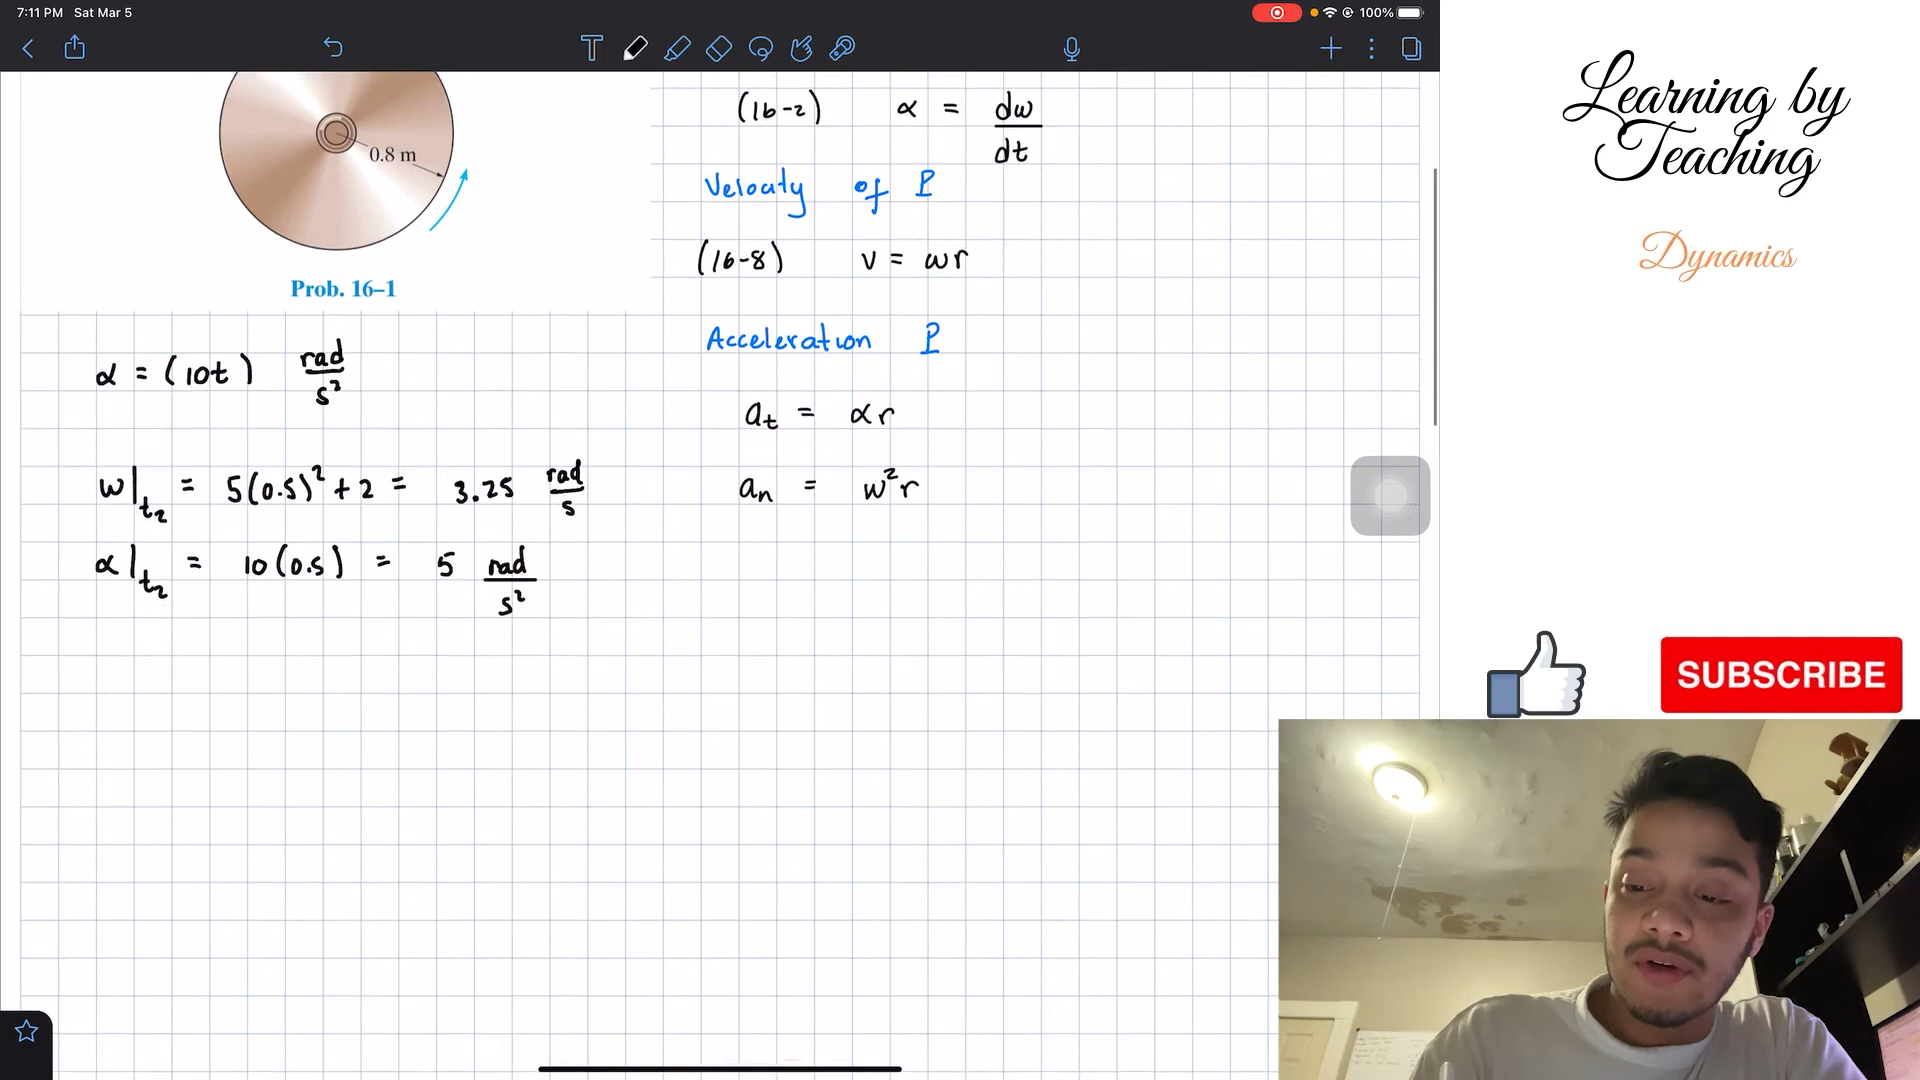 7:11 PM Sat Mar 5
100%
0.8 m
Prob. 16–1
α = (10t) rad/s²
ω|t₂ = 5(0.5)² + 2 = 3.25 rad/s
α|t₂ = 10(0.5) = 5 rad/s²
(16-2) α = dω/dt
Velocity of P
(16-8) v = ωr
Acceleration P
a_t = αr
a_n = ω²r
Learning by
Teaching
Dynamics
SUBSCRIBE